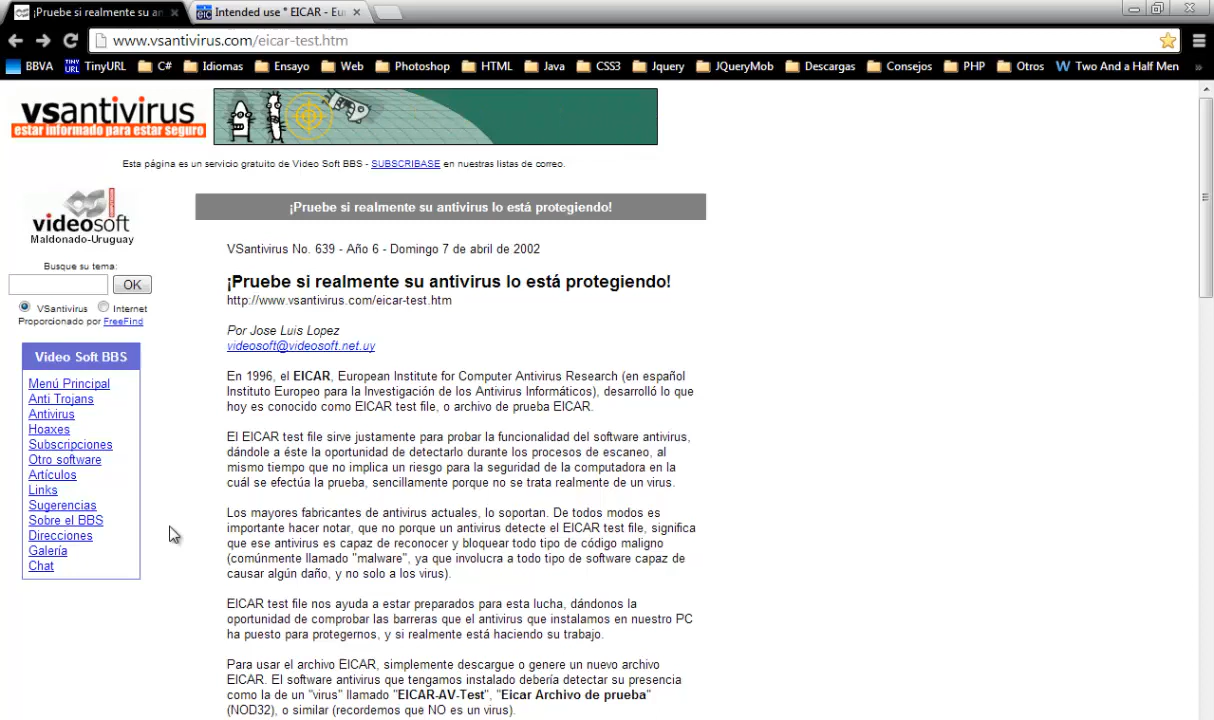 ¡Pruebe si realmente su an
Intended use * EICAR - Eu
www.vsantivirus.com/eicar-test.htm
BBVA TinyURL C# Idiomas Ensayo Web Photoshop HTML Java CSS3 Jquery JQueryMob Descargas Consejos PHP Otros W Two And a Half Men »
vsantivirus
estar informado para estar seguro
Esta página es un servicio gratuito de Video Soft BBS - SUBSCRIBASE en nuestras listas de correo.
videosoft
Maldonado-Uruguay
Busque su tema:
OK
VSantivirus Internet
Proporcionado por FreeFind
Video Soft BBS
Menú Principal
Anti Trojans
Antivirus
Hoaxes
Subscripciones
Otro software
Artículos
Links
Sugerencias
Sobre el BBS
Direcciones
Galería
Chat
¡Pruebe si realmente su antivirus lo está protegiendo!
VSantivirus No. 639 - Año 6 - Domingo 7 de abril de 2002
¡Pruebe si realmente su antivirus lo está protegiendo!
http://www.vsantivirus.com/eicar-test.htm
Por Jose Luis Lopez
videosoft@videosoft.net.uy
En 1996, el EICAR, European Institute for Computer Antivirus Research (en español
Instituto Europeo para la Investigación de los Antivirus Informáticos), desarrolló lo que
hoy es conocido como EICAR test file, o archivo de prueba EICAR.
El EICAR test file sirve justamente para probar la funcionalidad del software antivirus,
dándole a éste la oportunidad de detectarlo durante los procesos de escaneo, al
mismo tiempo que no implica un riesgo para la seguridad de la computadora en la
cuál se efectúa la prueba, sencillamente porque no se trata realmente de un virus.
Los mayores fabricantes de antivirus actuales, lo soportan. De todos modos es
importante hacer notar, que no porque un antivirus detecte el EICAR test file, significa
que ese antivirus es capaz de reconocer y bloquear todo tipo de código maligno
(comúnmente llamado "malware", ya que involucra a todo tipo de software capaz de
causar algún daño, y no solo a los virus).
EICAR test file nos ayuda a estar preparados para esta lucha, dándonos la
oportunidad de comprobar las barreras que el antivirus que instalamos en nuestro PC
ha puesto para protegernos, y si realmente está haciendo su trabajo.
Para usar el archivo EICAR, simplemente descargue o genere un nuevo archivo
EICAR. El software antivirus que tengamos instalado debería detectar su presencia
como la de un "virus" llamado "EICAR-AV-Test", "Eicar Archivo de prueba"
(NOD32), o similar (recordemos que NO es un virus).